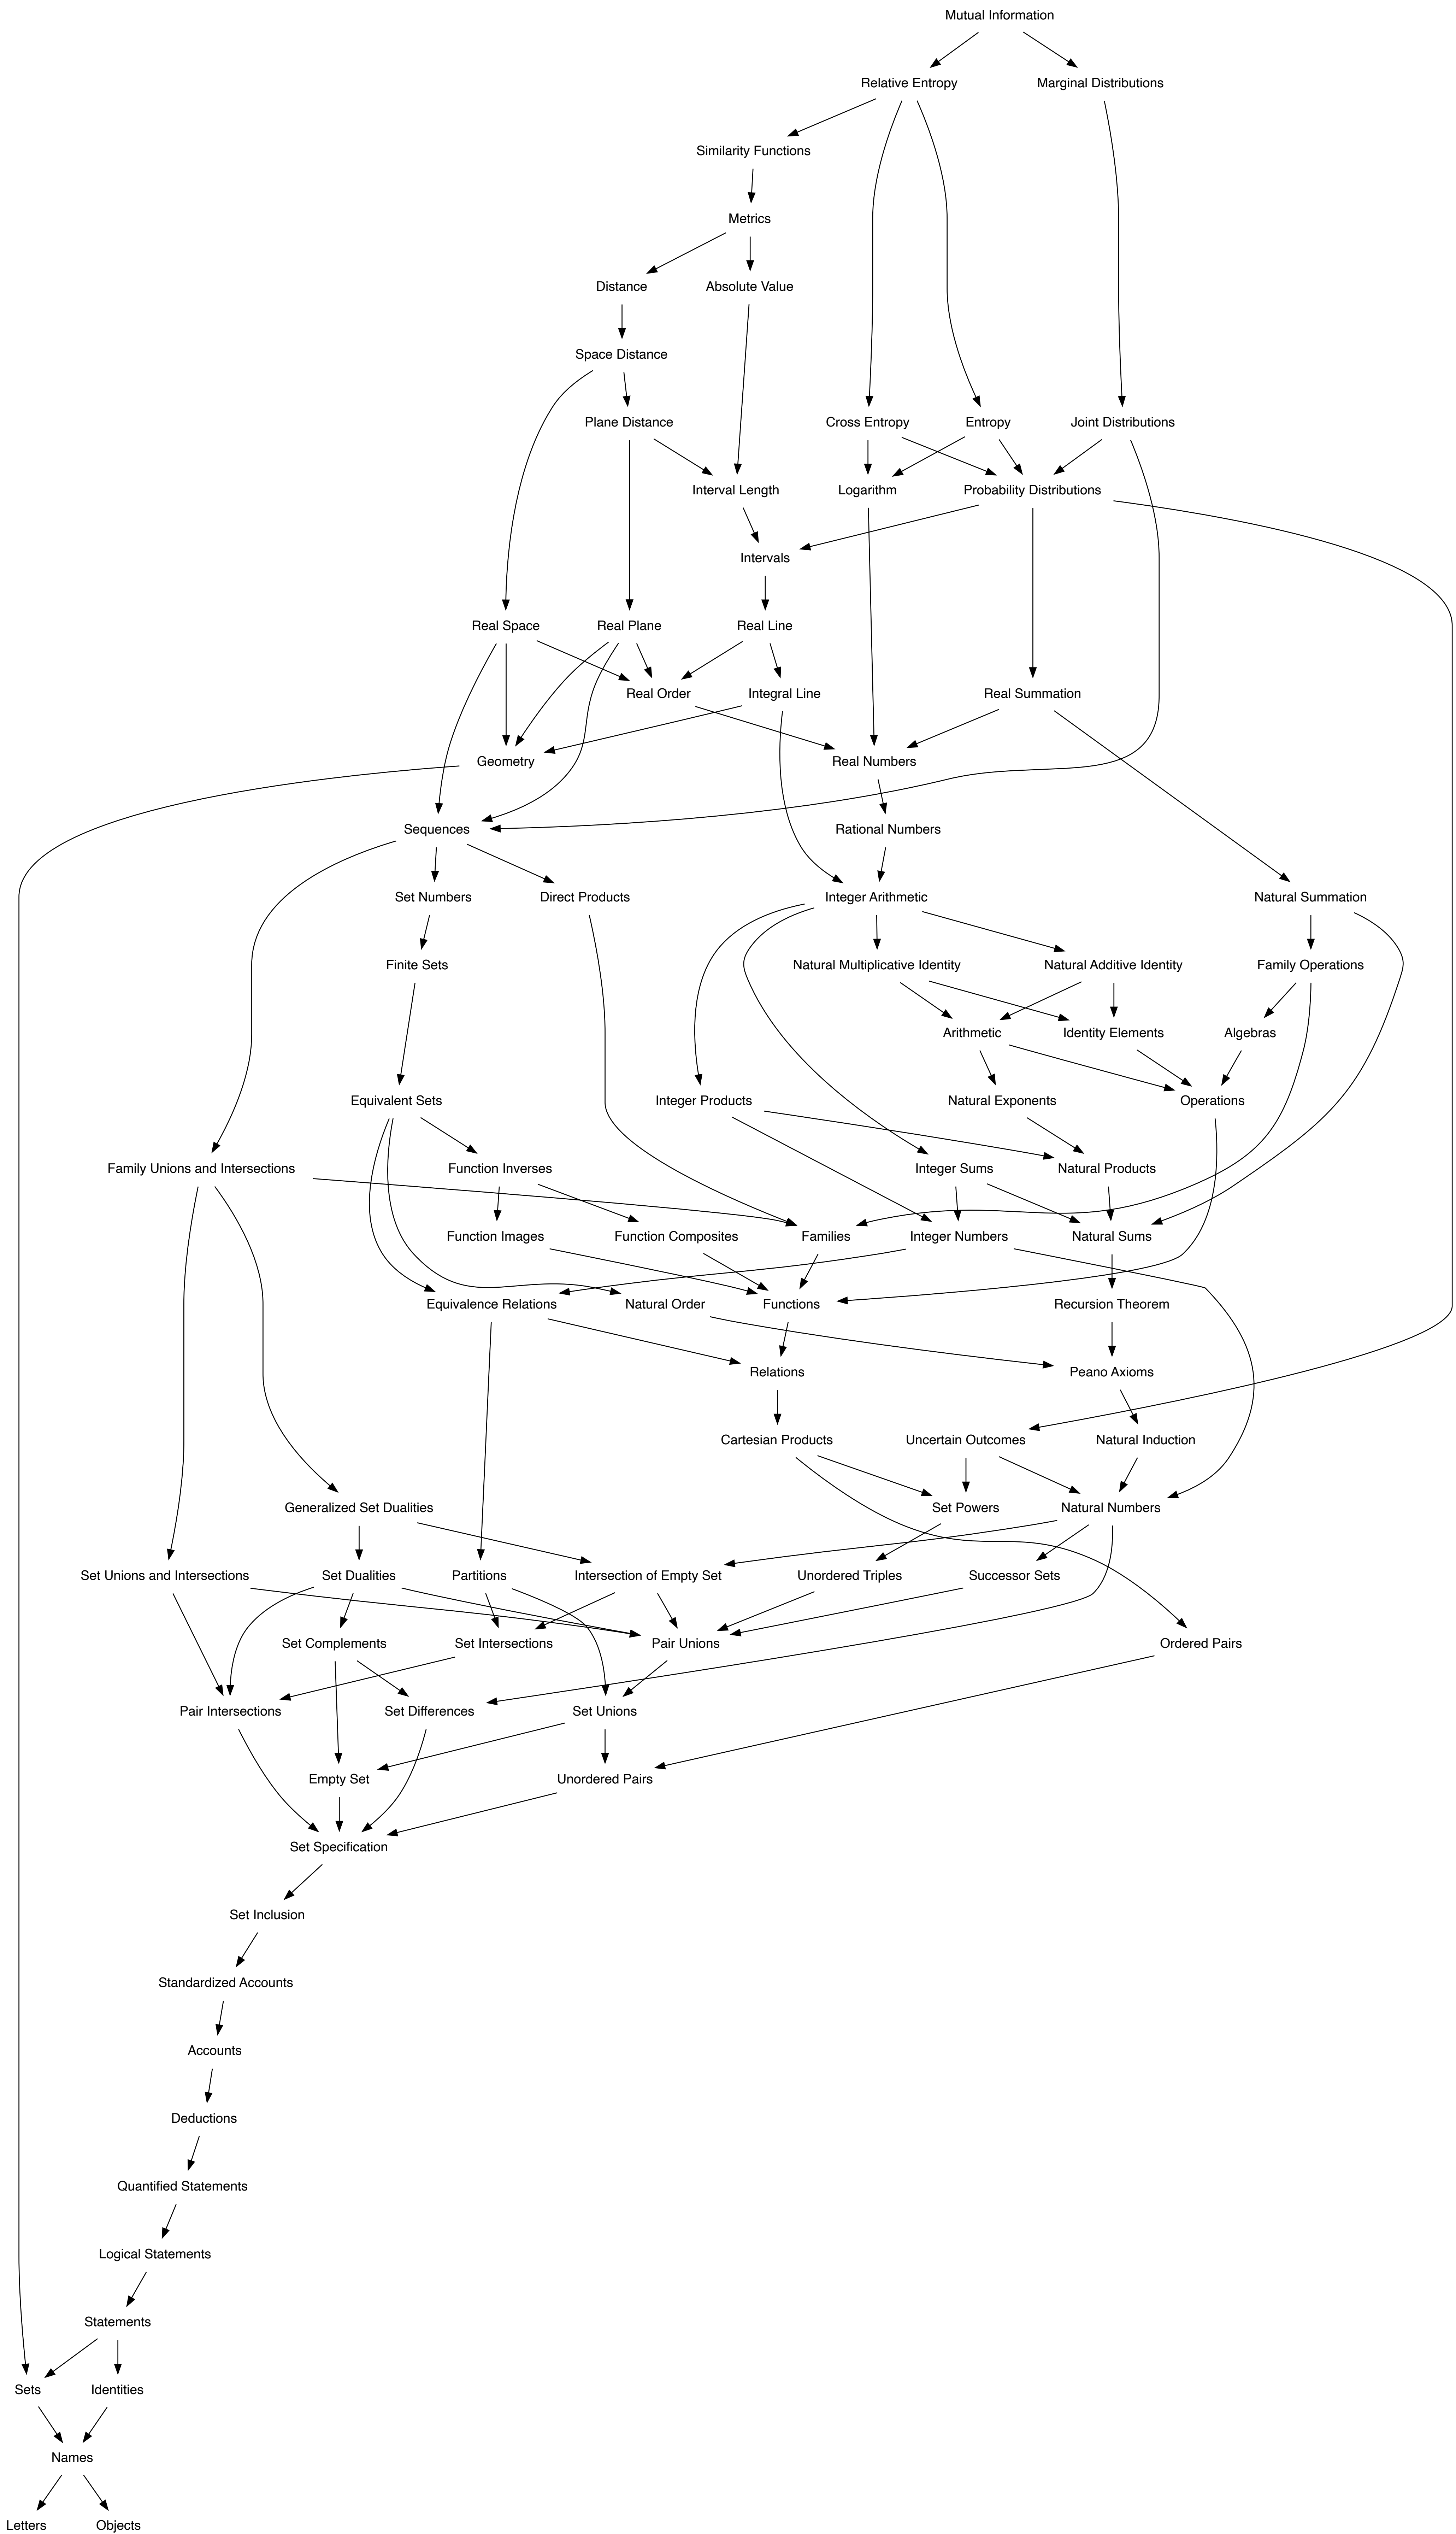 Mutual Information
Relative Entropy
Marginal Distributions
Similarity Functions
Metrics
Distance
Absolute Value
Space Distance
Plane Distance
Cross Entropy
Entropy
Joint Distributions
Interval Length
Logarithm
Probability Distributions
Intervals
Real Space
Real Plane
Real Line
Real Order
Integral Line
Real Summation
Geometry
Real Numbers
Sequences
Rational Numbers
Set Numbers
Direct Products
Integer Arithmetic
Natural Summation
Finite Sets
Natural Multiplicative Identity
Natural Additive Identity
Family Operations
Arithmetic
Identity Elements
Algebras
Equivalent Sets
Integer Products
Natural Exponents
Operations
Family Unions and Intersections
Function Inverses
Integer Sums
Natural Products
Function Images
Function Composites
Families
Integer Numbers
Natural Sums
Equivalence Relations
Natural Order
Functions
Recursion Theorem
Relations
Peano Axioms
Cartesian Products
Uncertain Outcomes
Natural Induction
Generalized Set Dualities
Set Powers
Natural Numbers
Set Unions and Intersections
Set Dualities
Partitions
Intersection of Empty Set
Unordered Triples
Successor Sets
Set Complements
Set Intersections
Pair Unions
Ordered Pairs
Pair Intersections
Set Differences
Set Unions
Empty Set
Unordered Pairs
Set Specification
Set Inclusion
Standardized Accounts
Accounts
Deductions
Quantified Statements
Logical Statements
Statements
Sets
Identities
Names
Letters
Objects